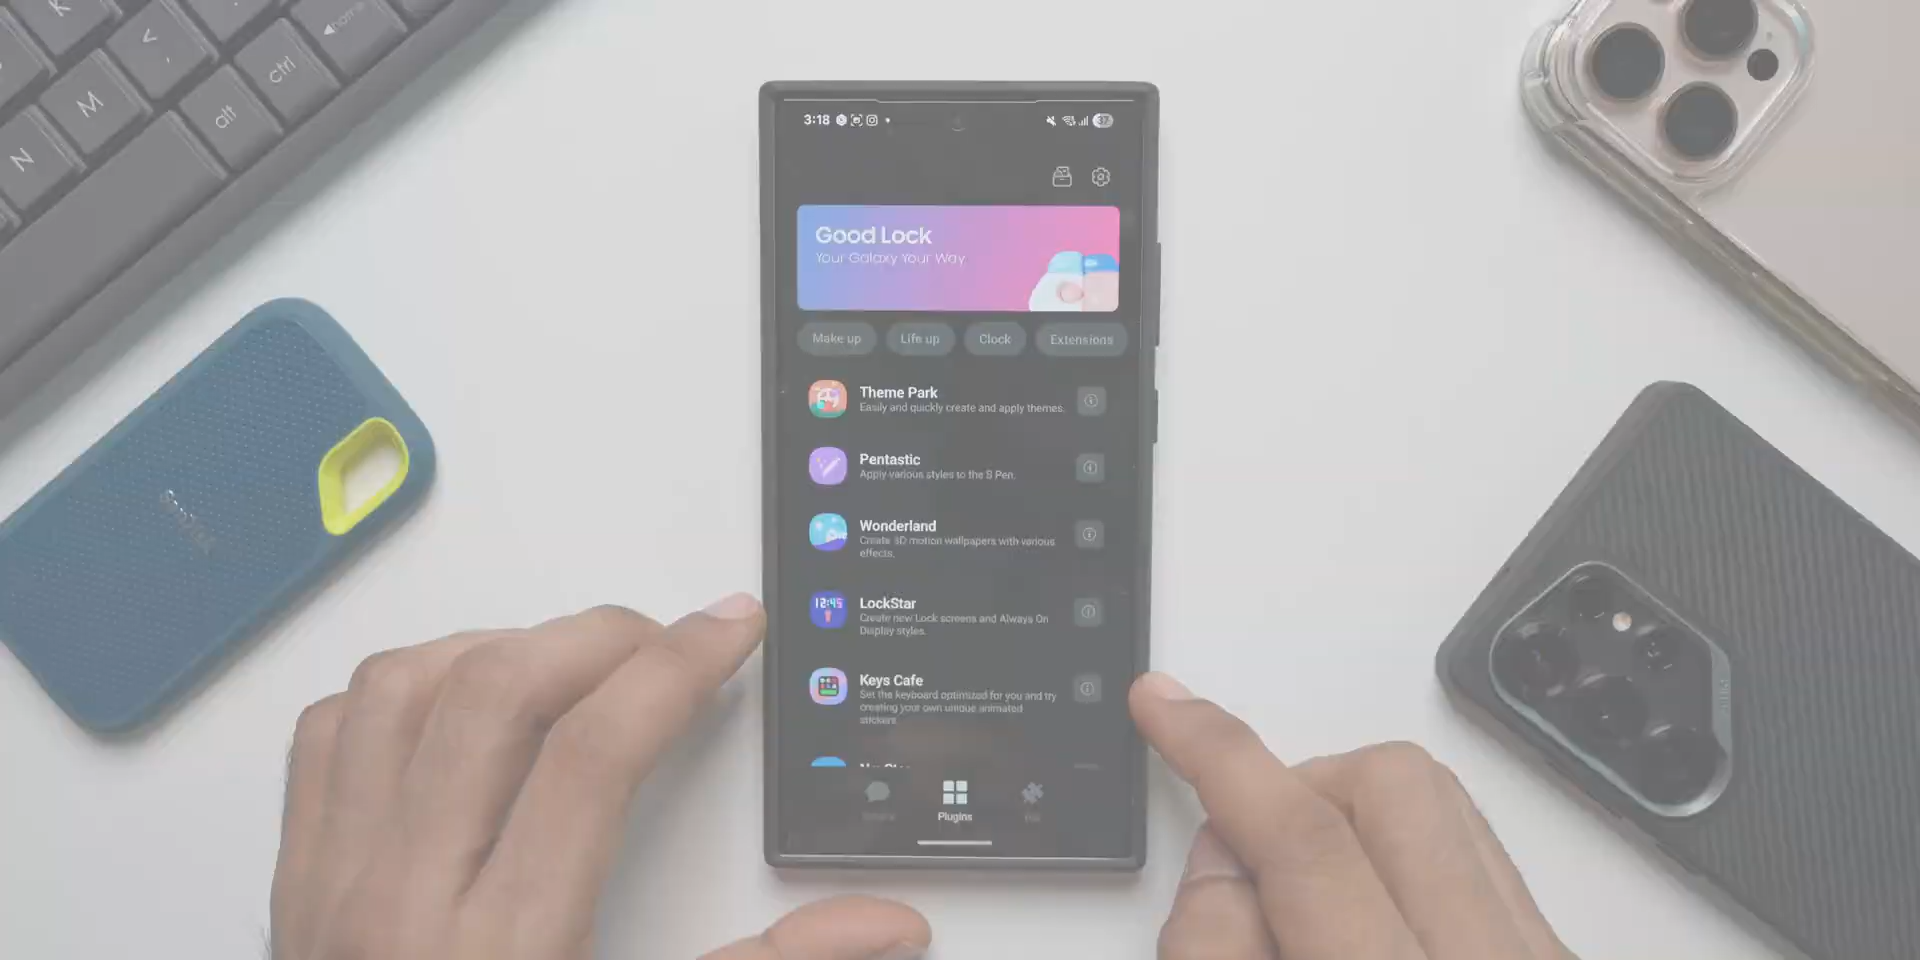 K
<
,
◀home
M
alt
ctrl
N
3:18
Good Lock
Your Galaxy Your Way
Make up
Life up
Clock
Extensions
Theme Park
Easily and quickly create and apply themes.
Pentastic
Apply various styles to the S Pen.
Wonderland
Create 3D motion wallpapers with various
effects.
12:45
LockStar
Create new Lock screens and Always On
Display styles.
Keys Cafe
Set the keyboard optimized for you and try
creating your own unique animated
stickers.
Plugins
SanDisk